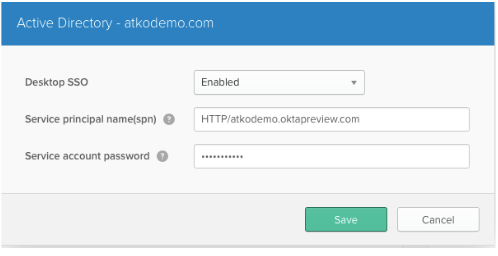 Active Directory - atkodemo.com
Desktop SSO Enabled
Service principal name(spn) ? HTTP/atkodemo.oktapreview.com
Service account password ? •••••••••••
Save Cancel